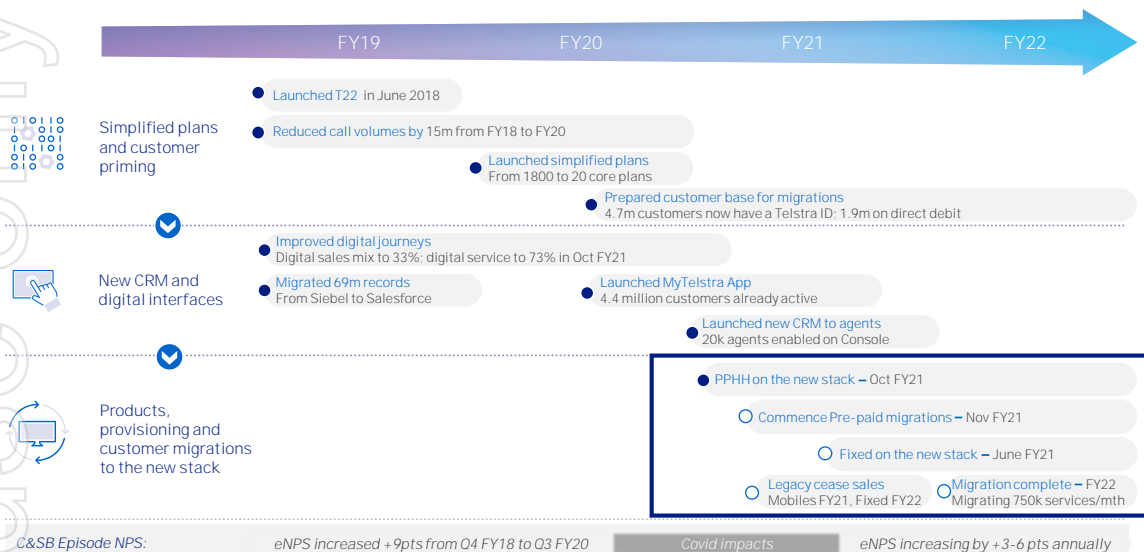 FY19 FY20 FY21 FY22
Launched T22 in June 2018
Simplified plans
and customer
priming
Reduced call volumes by 15m from FY18 to FY20
Launched simplified plans
From 1800 to 20 core plans
Prepared customer base for migrations
4.7m customers now have a Telstra ID; 1.9m on direct debit
New CRM and
digital interfaces
Improved digital journeys
Digital sales mix to 33%; digital service to 73% in Oct FY21
Migrated 69m records
From Siebel to Salesforce
Launched MyTelstra App
4.4 million customers already active
Launched new CRM to agents
20k agents enabled on Console
Products,
provisioning and
customer migrations
to the new stack
PPHH on the new stack – Oct FY21
Commence Pre-paid migrations – Nov FY21
Fixed on the new stack – June FY21
Legacy cease sales
Mobiles FY21, Fixed FY22
Migration complete – FY22
Migrating 750k services/mth
C&SB Episode NPS: eNPS increased +9pts from Q4 FY18 to Q3 FY20 Covid impacts eNPS increasing by +3-6 pts annually